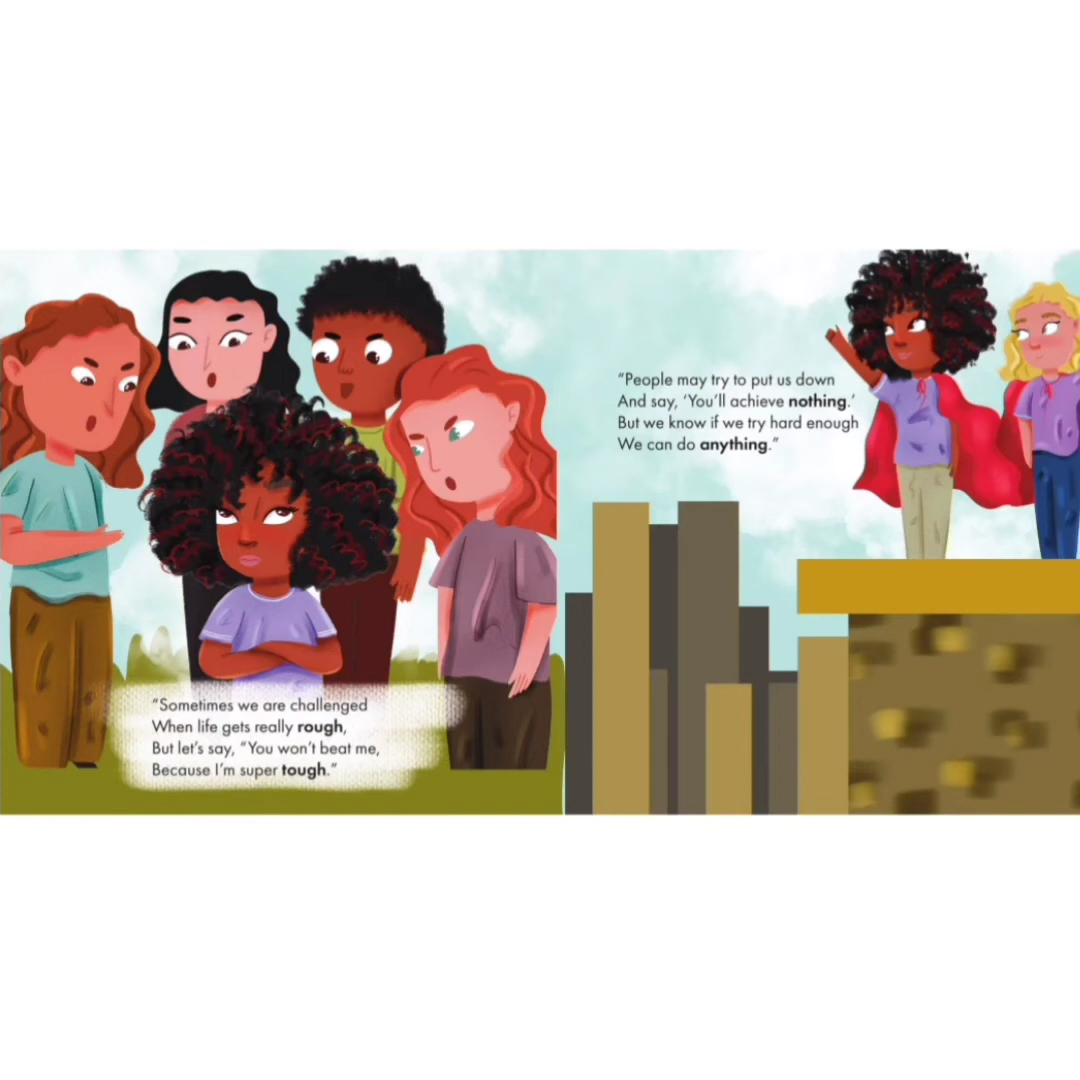 “Sometimes we are challenged
When life gets really rough,
But let’s say, “You won’t beat me,
Because I’m super tough.”
“People may try to put us down
And say, ‘You’ll achieve nothing.’
But we know if we try hard enough
We can do anything.”